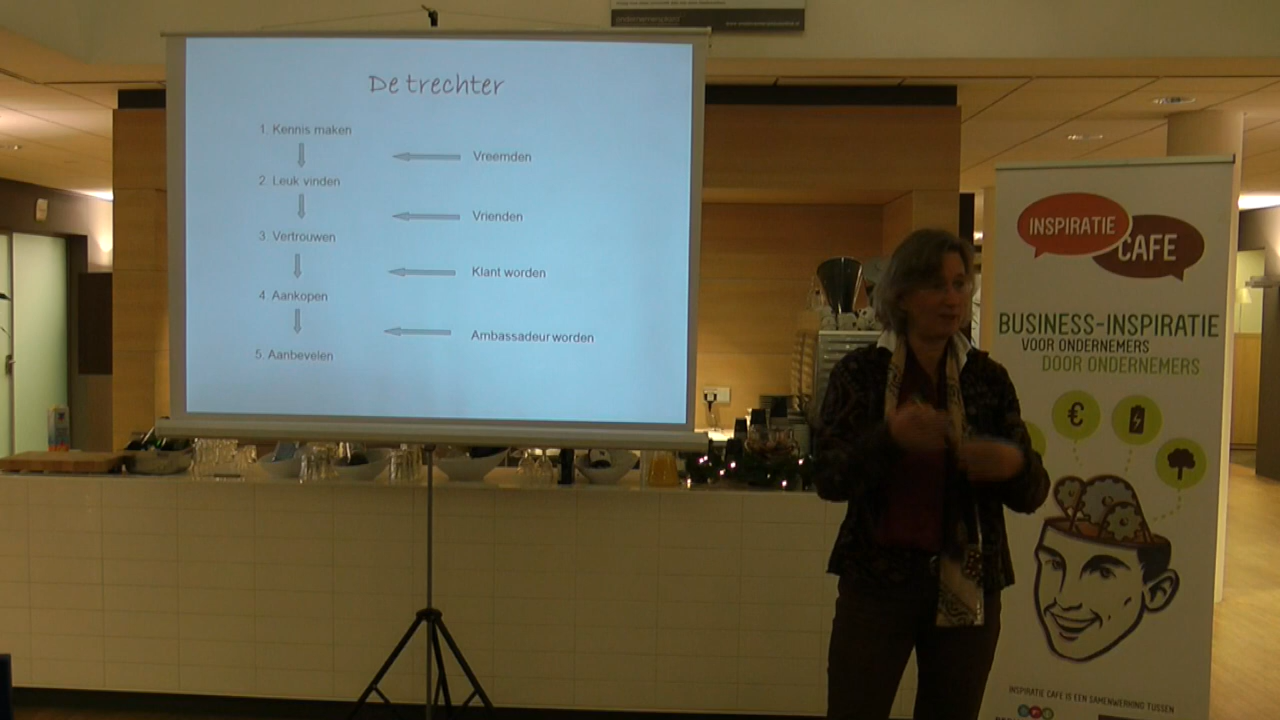 De trechter
1. Kennis maken
Vreemden
2. Leuk vinden
Vrienden
3. Vertrouwen
Klant worden
4. Aankopen
Ambassadeur worden
5. Aanbevelen
INSPIRATIE
CAFE
BUSINESS-INSPIRATIE
VOOR ONDERNEMERS
DOOR ONDERNEMERS
€
INSPIRATIE CAFE IS EEN SAMENWERKING TUSSEN